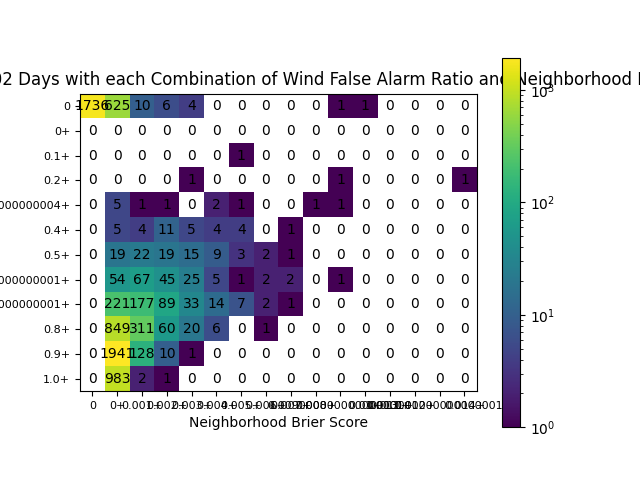 02 Days with each Combination of Wind False Alarm Ratio and Neighborhood
0 1736 625 10 6 4 0 0 0 0 0 1 1 0 0 0 0
0+ 0 0 0 0 0 0 0 0 0 0 0 0 0 0 0 0
0.1+ 0 0 0 0 0 0 1 0 0 0 0 0 0 0 0 0
0.2+ 0 0 0 0 1 0 0 0 0 0 1 0 0 0 0 1
000000004+ 0 5 1 1 0 2 1 0 0 1 1 0 0 0 0 0
0.4+ 0 5 4 11 5 4 4 0 1 0 0 0 0 0 0 0
0.5+ 0 19 22 19 15 9 3 2 1 0 0 0 0 0 0 0
000000001+ 0 54 67 45 25 5 1 2 2 0 1 0 0 0 0 0
000000001+ 0 221 177 89 33 14 7 2 1 0 0 0 0 0 0 0
0.8+ 0 849 311 60 20 6 0 1 0 0 0 0 0 0 0 0
0.9+ 0 1941 128 10 1 0 0 0 0 0 0 0 0 0 0 0
1.0+ 0 983 2 1 0 0 0 0 0 0 0 0 0 0 0 0
0 0+ 0.001+ 0.002+ 0.003+
Neighborhood Brier Score
10³
10²
10¹
10⁰